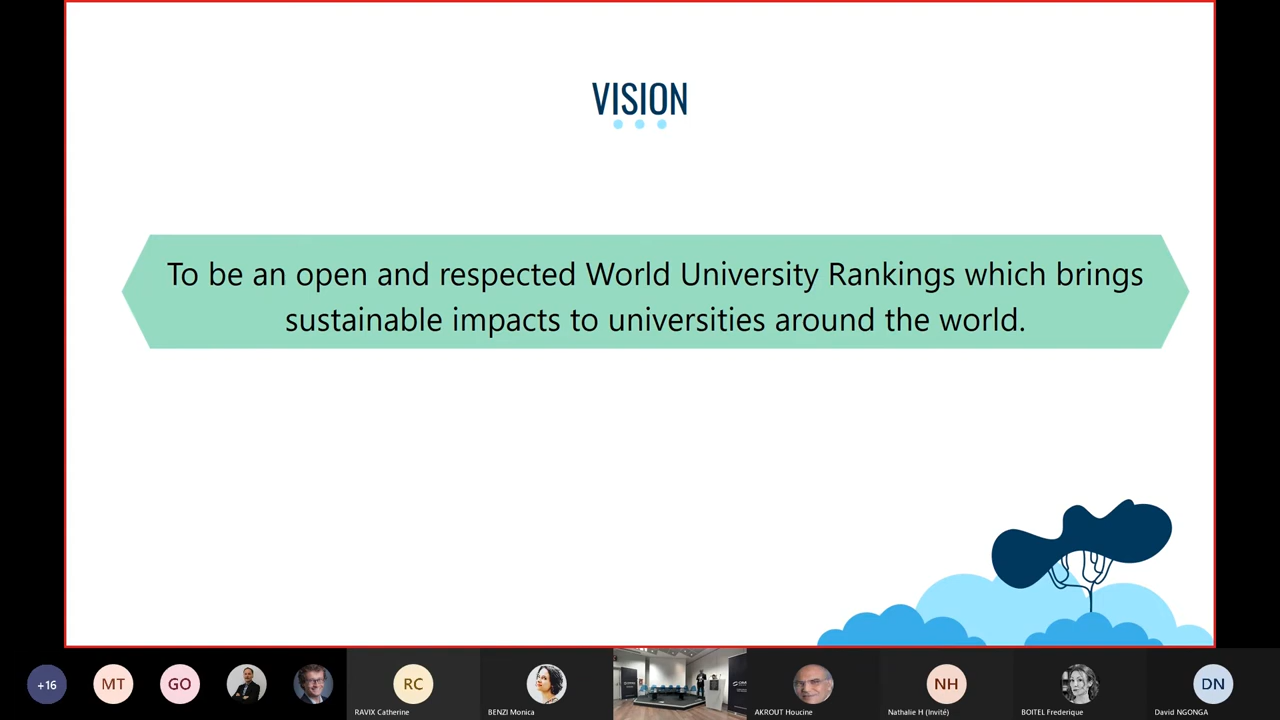 VISION
To be an open and respected World University Rankings which brings
sustainable impacts to universities around the world.
+16
MT
GO
RC
RAVIX Catherine
BENZI Monica
AKROUT Houcine
NH
Nathalie H (Invité)
BOITEL Frederique
DN
David NGONGA